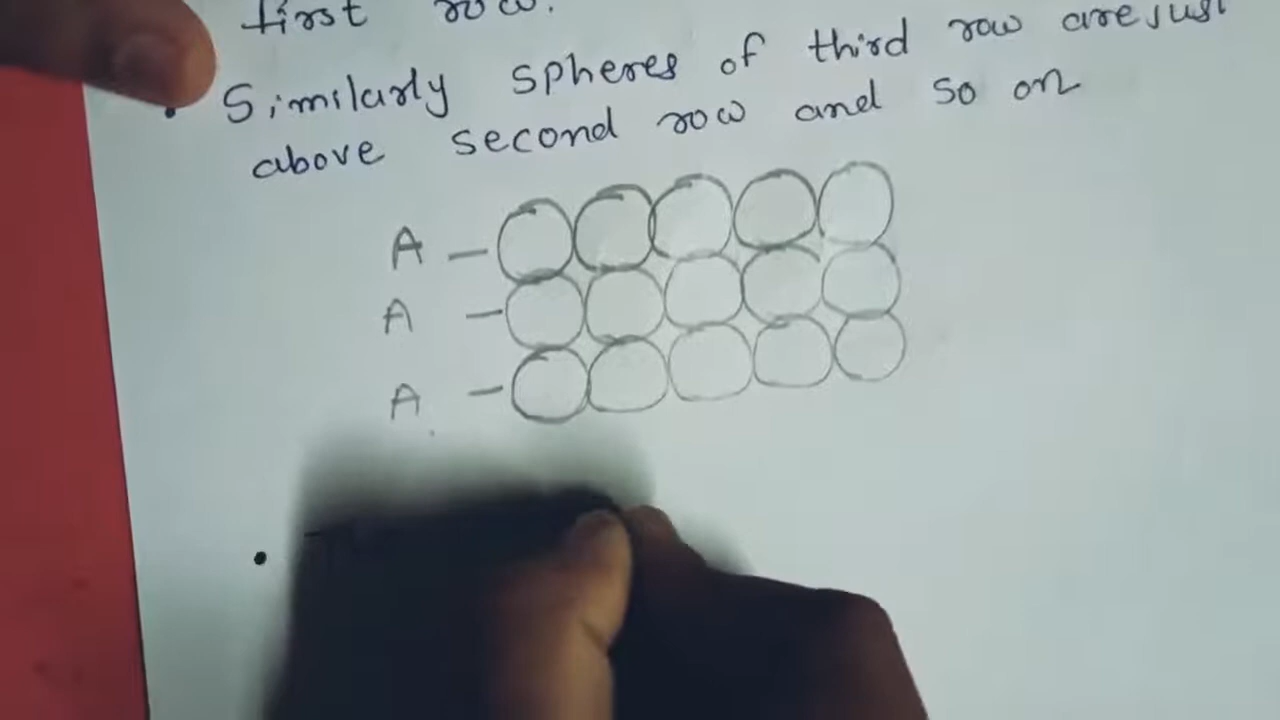 first row.
• Similarly spheres of third row are just
above second row and so on
A —
A —
A —
•